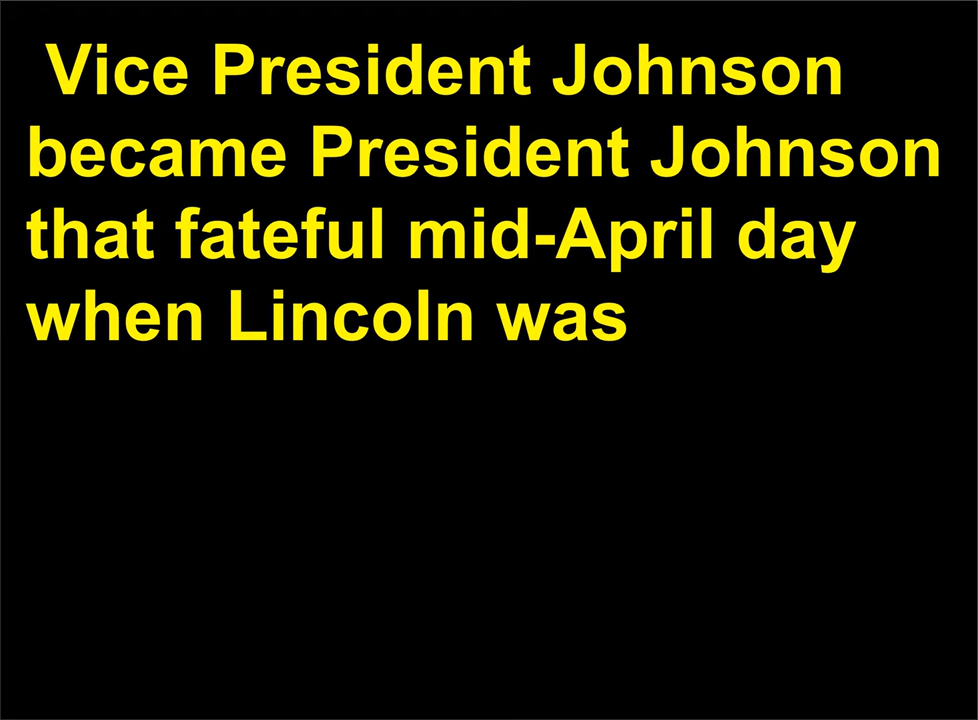 Vice President Johnson
became President Johnson
that fateful mid-April day
when Lincoln was